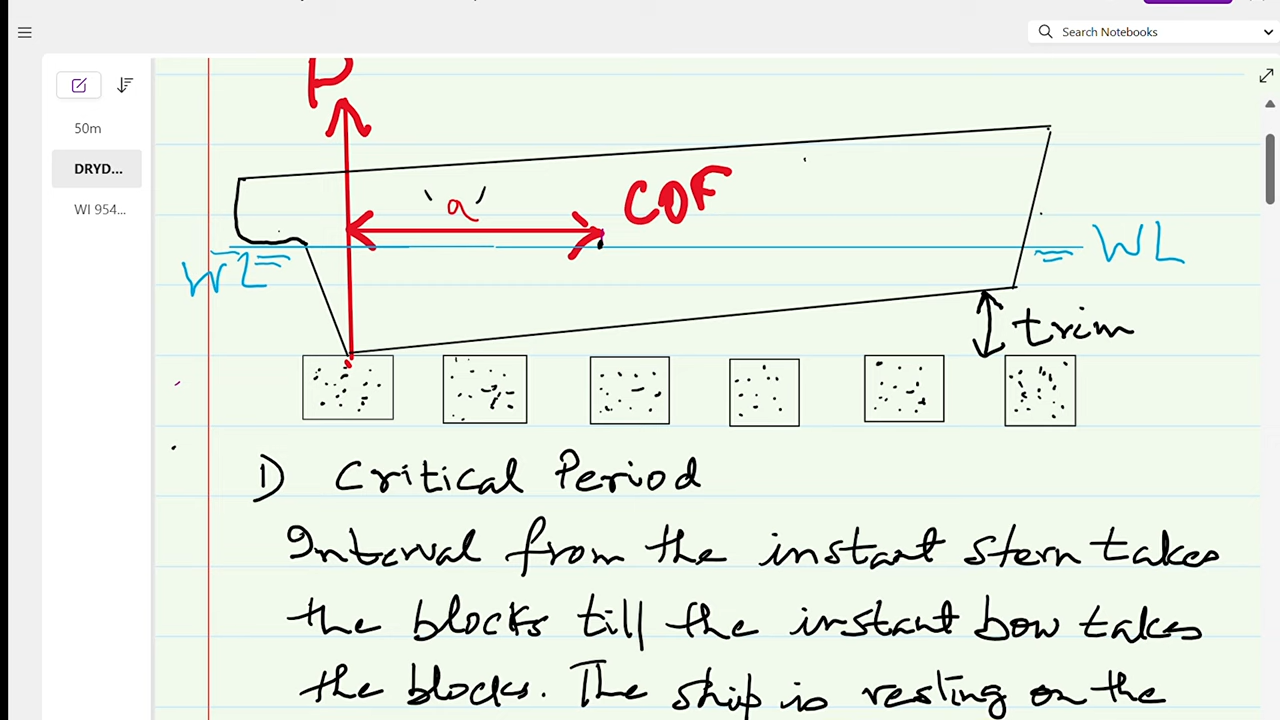 Search Notebooks
50m
DRYD...
WI 954...
P
'a'
COF
WL
WL
trim
1) Critical Period
Interval from the instant stern takes
the blocks till the instant bow takes
the blocks. The ship is resting on the